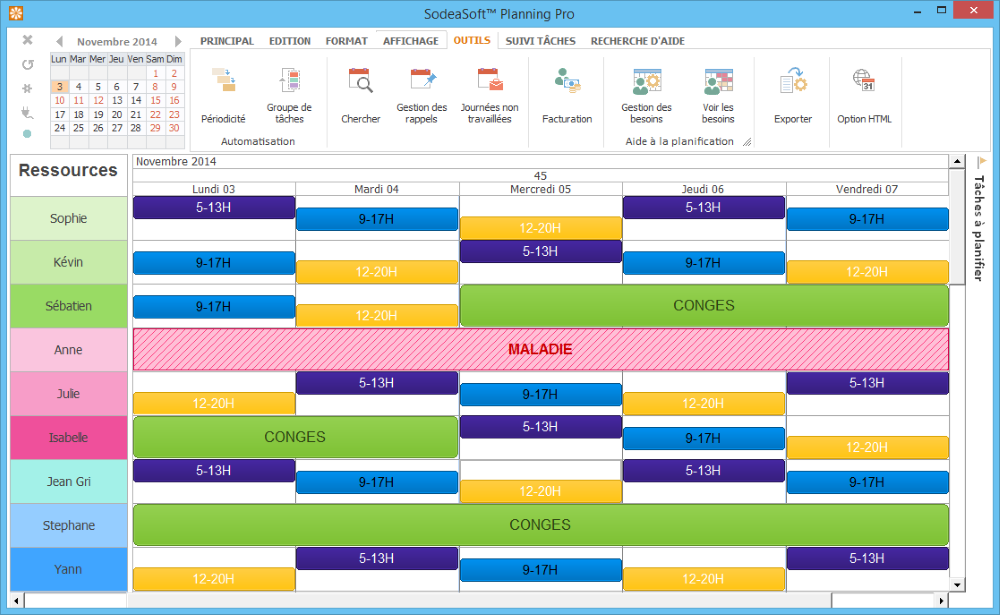 SodeaSoft™ Planning Pro
Novembre 2014
Lun Mar Mer Jeu Ven Sam Dim
1 2
3 4 5 6 7 8 9
10 11 12 13 14 15 16
17 18 19 20 21 22 23
24 25 26 27 28 29 30
PRINCIPAL EDITION FORMAT AFFICHAGE OUTILS SUIVI TÂCHES RECHERCHE D'AIDE
Périodicité
Groupe de
tâches
Automatisation
Chercher
Gestion des
rappels
Journées non
travaillées
Facturation
Gestion des
besoins
Voir les
besoins
Aide à la planification
Exporter
31
Option HTML
Ressources
Novembre 2014
45
Lundi 03 Mardi 04 Mercredi 05 Jeudi 06 Vendredi 07
Tâches à planifier
Sophie 5-13H 9-17H 12-20H 5-13H 9-17H
Kévin 9-17H 12-20H 5-13H 9-17H 12-20H
Sébatien 9-17H 12-20H CONGES
Anne MALADIE
Julie 12-20H 5-13H 9-17H 12-20H 5-13H
Isabelle CONGES 5-13H 9-17H 12-20H
Jean Gri 5-13H 9-17H 12-20H 5-13H 9-17H
Stephane CONGES
Yann 12-20H 5-13H 9-17H 12-20H 5-13H